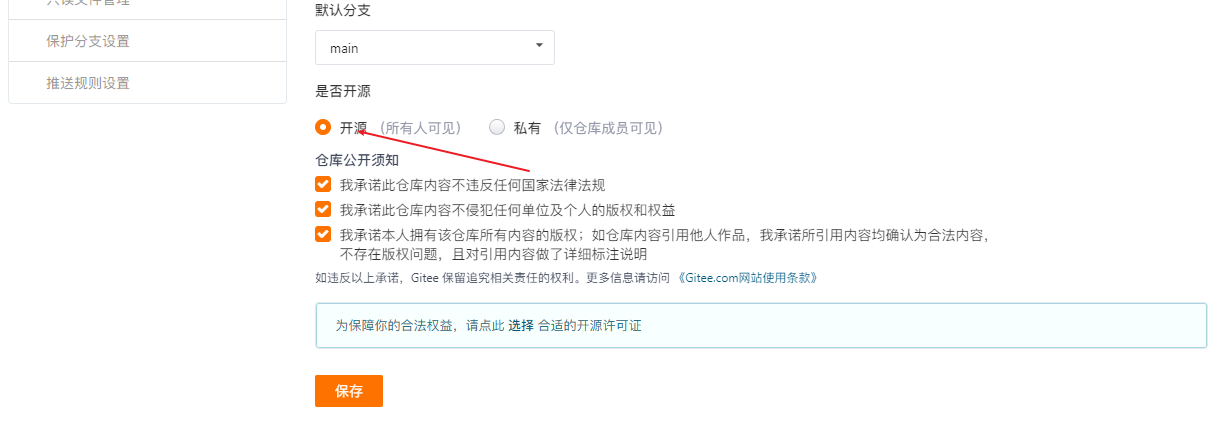 默认分支
保护分支设置
main
推送规则设置
是否开源
开源 （所有人可见） 私有 （仅仓库成员可见）
仓库公开须知
我承诺此仓库内容不违反任何国家法律法规
我承诺此仓库内容不侵犯任何单位及个人的版权和权益
我承诺本人拥有该仓库所有内容的版权；如仓库内容引用他人作品，我承诺所引用内容均确认为合法内容，
不存在版权问题，且对引用内容做了详细标注说明
如违反以上承诺，Gitee 保留追究相关责任的权利。更多信息请访问 《Gitee.com网站使用条款》
为保障你的合法权益，请点此 选择 合适的开源许可证
保存